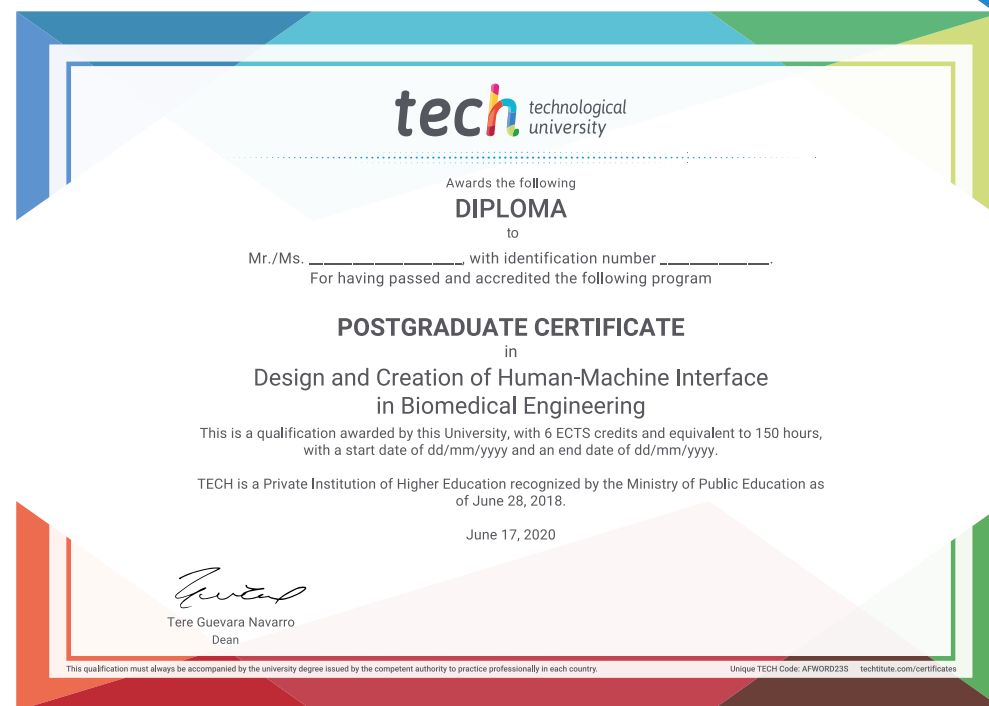 tech technological
university
Awards the following
DIPLOMA
to
Mr./Ms. ____________________, with identification number ______________.
For having passed and accredited the following program
POSTGRADUATE CERTIFICATE
in
Design and Creation of Human-Machine Interface
in Biomedical Engineering
This is a qualification awarded by this University, with 6 ECTS credits and equivalent to 150 hours,
with a start date of dd/mm/yyyy and an end date of dd/mm/yyyy.
TECH is a Private Institution of Higher Education recognized by the Ministry of Public Education as
of June 28, 2018.
June 17, 2020
Tere Guevara Navarro
Dean
This qualification must always be accompanied by the university degree issued by the competent authority to practice professionally in each country.
Unique TECH Code: AFWORD23S techtitute.com/certificates